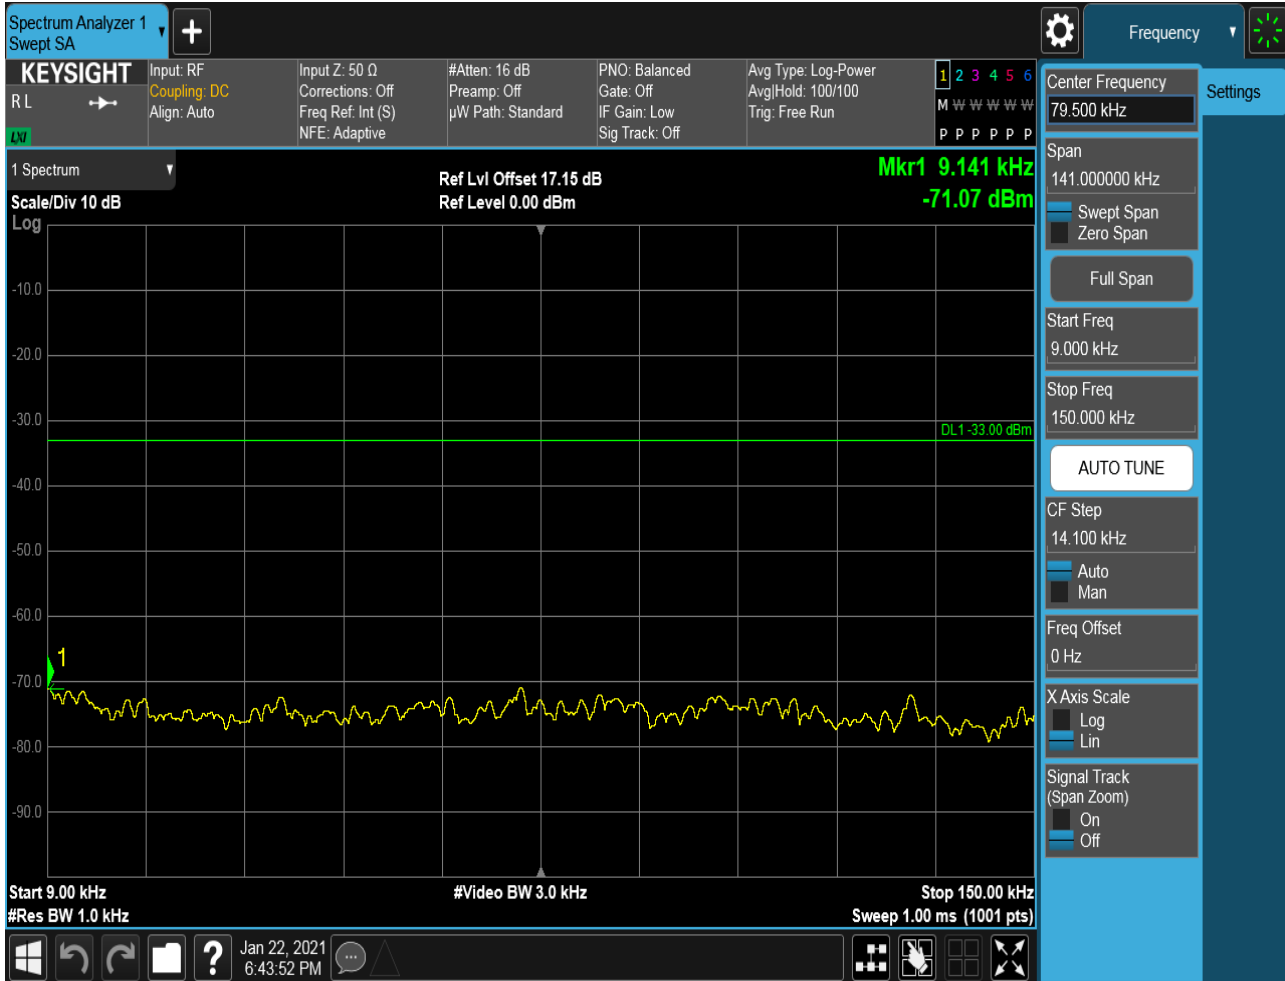 Spectrum Analyzer 1
Swept SA
Frequency
KEYSIGHT
R L
LXI
Input: RF
Coupling: DC
Align: Auto
Input Z: 50 Ω
Corrections: Off
Freq Ref: Int (S)
NFE: Adaptive
#Atten: 16 dB
Preamp: Off
µW Path: Standard
PNO: Balanced
Gate: Off
IF Gain: Low
Sig Track: Off
Avg Type: Log-Power
Avg|Hold: 100/100
Trig: Free Run
1 2 3 4 5 6
M W W W W W
P P P P P P
1 Spectrum
Scale/Div 10 dB
Log
Ref Lvl Offset 17.15 dB
Ref Level 0.00 dBm
Mkr1 9.141 kHz
-71.07 dBm
-10.0
-20.0
-30.0
DL1 -33.00 dBm
-40.0
-50.0
-60.0
1
-70.0
-80.0
-90.0
Start 9.00 kHz
#Res BW 1.0 kHz
#Video BW 3.0 kHz
Stop 150.00 kHz
Sweep 1.00 ms (1001 pts)
Jan 22, 2021
6:43:52 PM
Center Frequency
79.500 kHz
Settings
Span
141.000000 kHz
Swept Span
Zero Span
Full Span
Start Freq
9.000 kHz
Stop Freq
150.000 kHz
AUTO TUNE
CF Step
14.100 kHz
Auto
Man
Freq Offset
0 Hz
X Axis Scale
Log
Lin
Signal Track
(Span Zoom)
On
Off